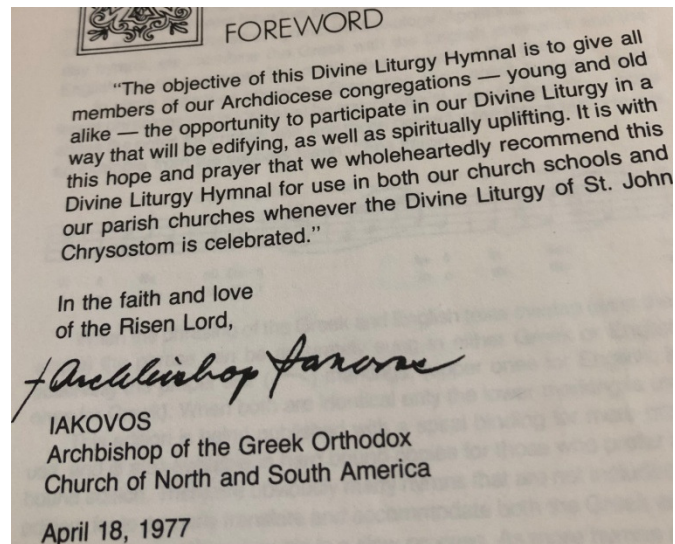 FOREWORD
"The objective of this Divine Liturgy Hymnal is to give all
members of our Archdiocese congregations — young and old
alike — the opportunity to participate in our Divine Liturgy in a
way that will be edifying, as well as spiritually uplifting. It is with
this hope and prayer that we wholeheartedly recommend this
Divine Liturgy Hymnal for use in both our church schools and
our parish churches whenever the Divine Liturgy of St. John
Chrysostom is celebrated."
In the faith and love
of the Risen Lord,
†Archbishop Iakovos
IAKOVOS
Archbishop of the Greek Orthodox
Church of North and South America
April 18, 1977